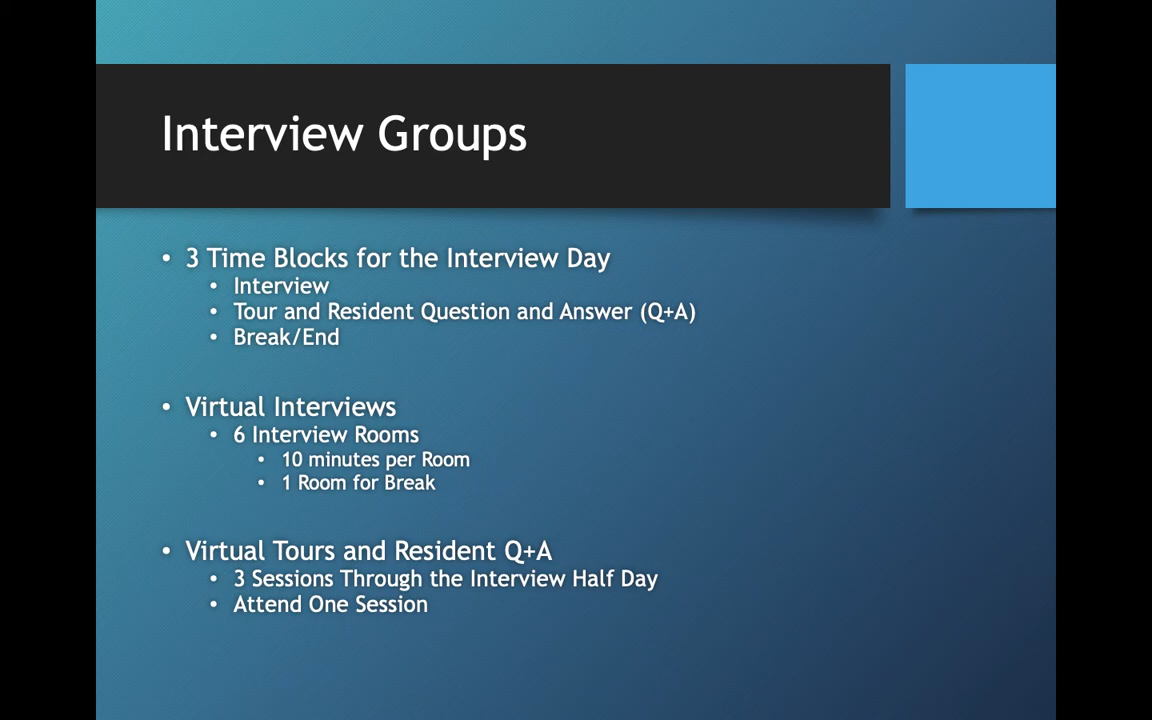 Interview Groups
• 3 Time Blocks for the Interview Day
• Interview
• Tour and Resident Question and Answer (Q+A)
• Break/End
• Virtual Interviews
• 6 Interview Rooms
• 10 minutes per Room
• 1 Room for Break
• Virtual Tours and Resident Q+A
• 3 Sessions Through the Interview Half Day
• Attend One Session